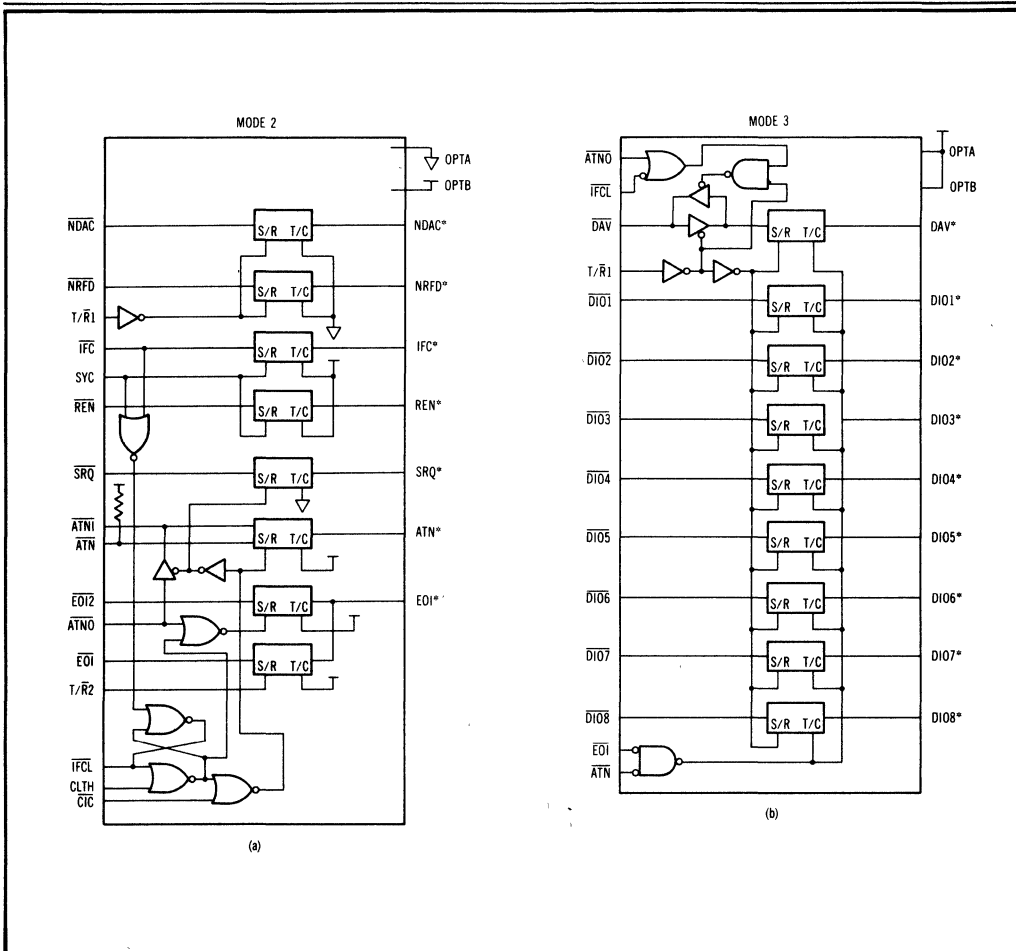 MODE 2
OPTA
OPTB
NDAC
S/R T/C
NDAC*
NRFD
S/R T/C
NRFD*
T/R̅1
IFC
S/R T/C
IFC*
SYC
REN
S/R T/C
REN*
SRQ
S/R T/C
SRQ*
ATN1
ATN
S/R T/C
ATN*
EOI2
S/R T/C
EOI*
ATNO
EOI
S/R T/C
T/R̅2
IFCL
CLTH
CIC
(a)
MODE 3
ATNO
OPTA
IFCL
OPTB
DAV
S/R T/C
DAV*
T/R̅1
DIO1
S/R T/C
DIO1*
DIO2
S/R T/C
DIO2*
DIO3
S/R T/C
DIO3*
DIO4
S/R T/C
DIO4*
DIO5
S/R T/C
DIO5*
DIO6
S/R T/C
DIO6*
DIO7
S/R T/C
DIO7*
DIO8
S/R T/C
DIO8*
EOI
ATN
(b)